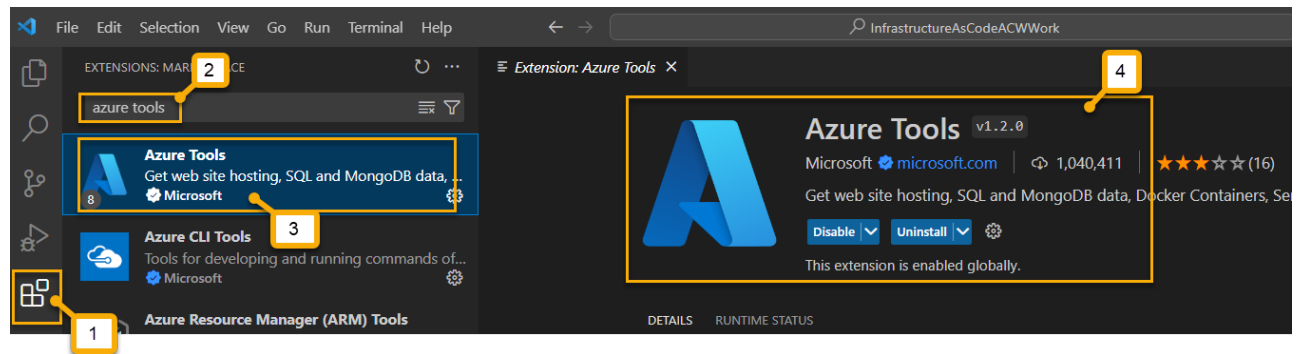 File Edit Selection View Go Run Terminal Help
InfrastructureAsCodeACWWork
EXTENSIONS:
2
Extension: Azure Tools
4
azure tools
Azure Tools
Get web site hosting, SQL and MongoDB data, ...
8
Microsoft
3
Azure CLI Tools
Tools for developing and running commands of...
Microsoft
Azure Resource Manager (ARM) Tools
1
Azure Tools v1.2.0
Microsoft microsoft.com 1,040,411 (16)
Get web site hosting, SQL and MongoDB data, Docker Containers,
Disable Uninstall
This extension is enabled globally.
DETAILS RUNTIME STATUS